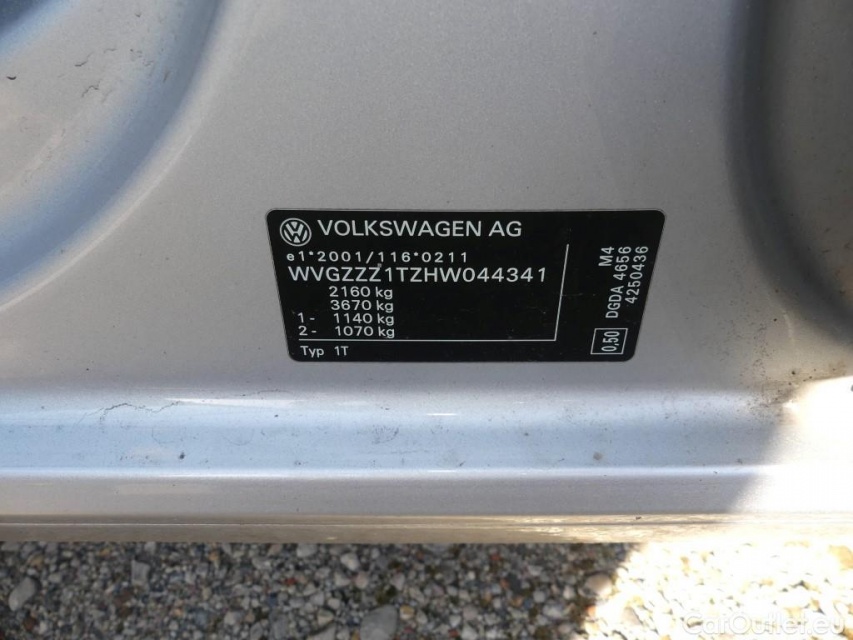 VOLKSWAGEN AG
e1*2001/116*0211
WVGZZZ1TZHW044341
2160 kg
3670 kg
1- 1140 kg
2- 1070 kg
Typ 1T
M4
DGDA 4656
4250436
0,50
CarOutlet.eu